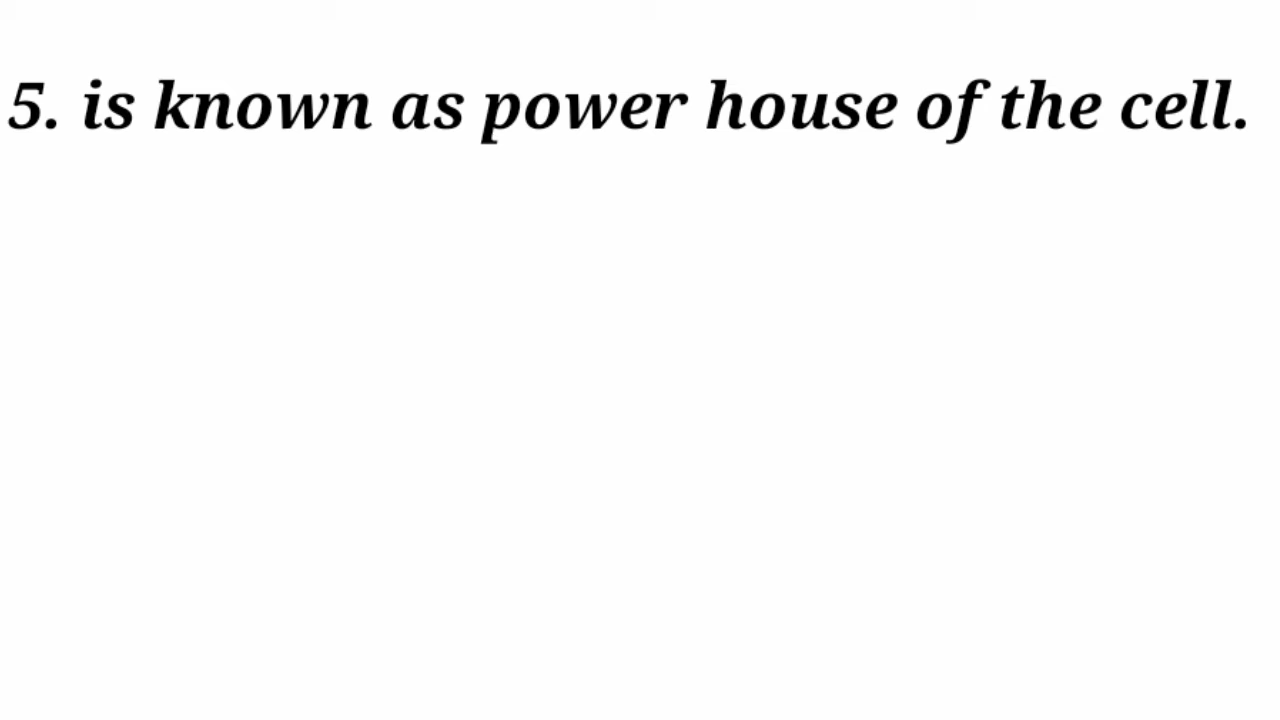 5. is known as power house of the cell.